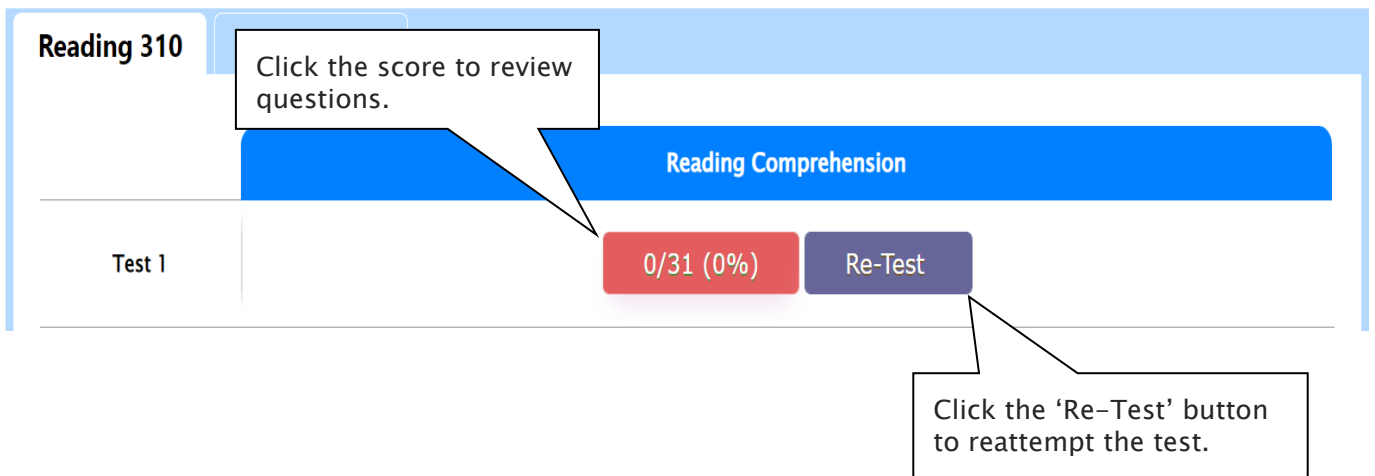 Reading 310
Click the score to review
questions.
Reading Comprehension
Test 1
0/31 (0%)
Re-Test
Click the ‘Re-Test’ button
to reattempt the test.